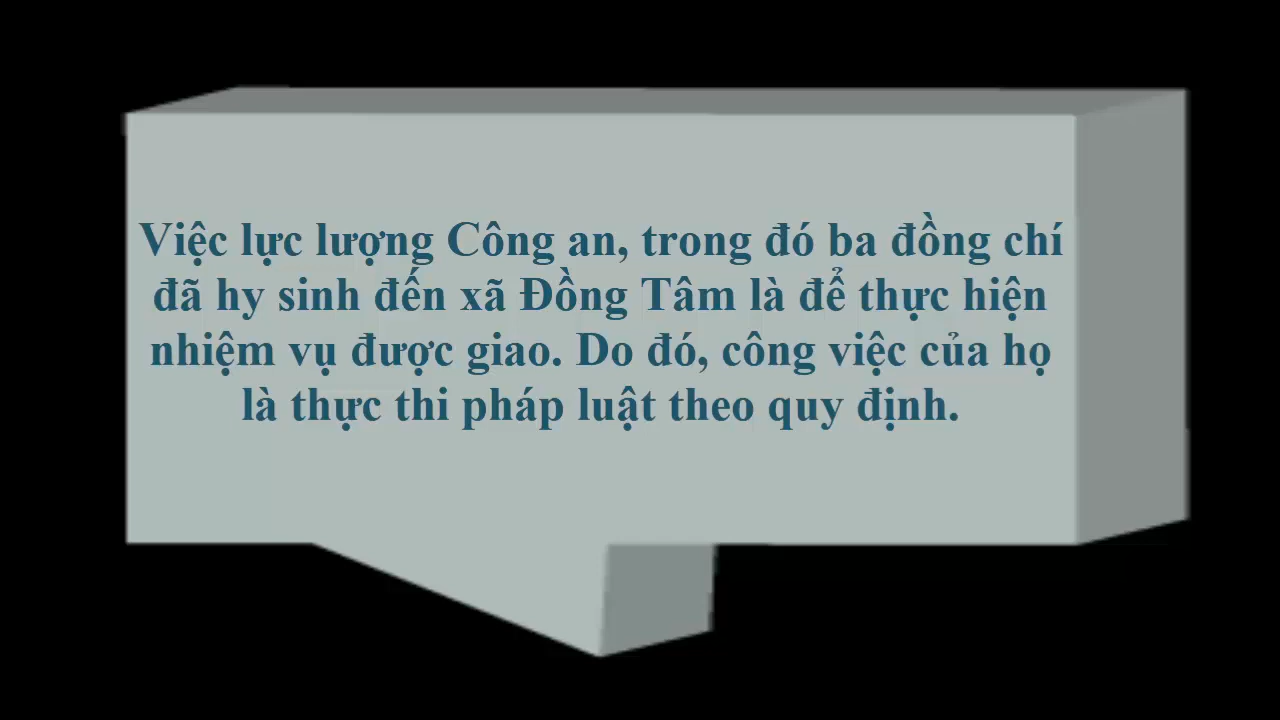 Việc lực lượng Công an, trong đó ba đồng chí
đã hy sinh đến xã Đồng Tâm là để thực hiện
nhiệm vụ được giao. Do đó, công việc của họ
là thực thi pháp luật theo quy định.